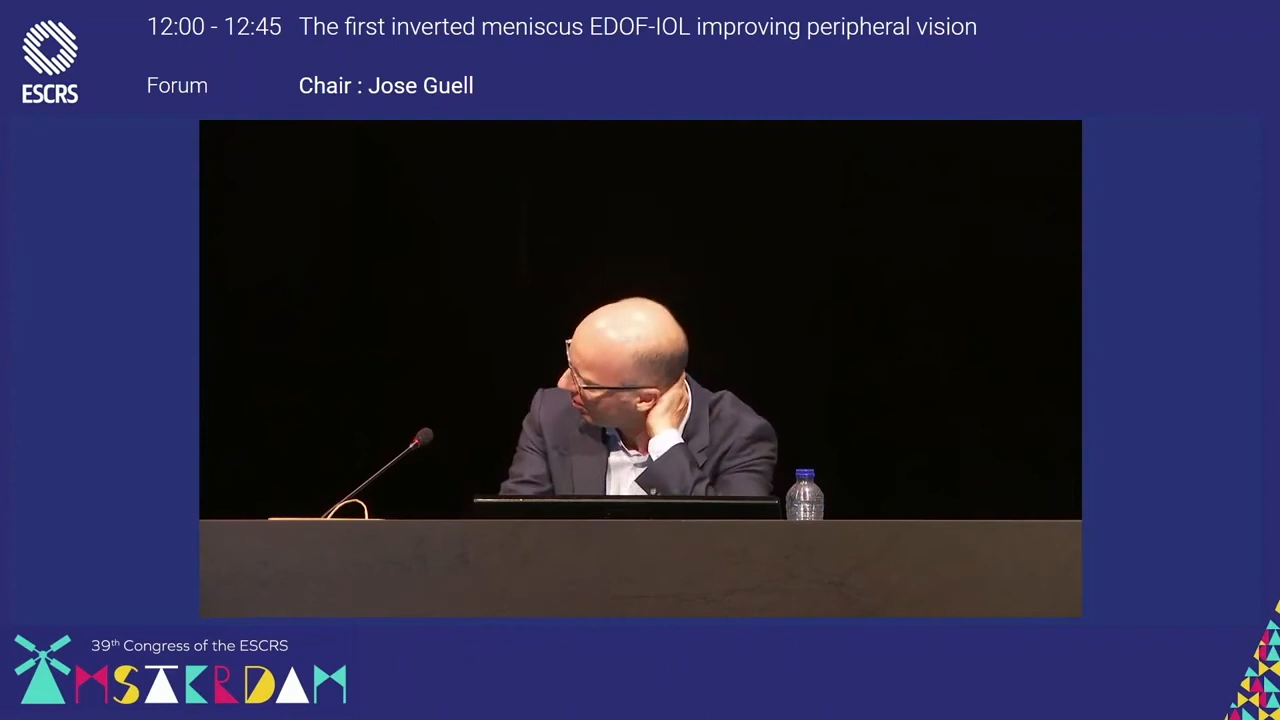 12:00 - 12:45 The first inverted meniscus EDOF-IOL improving peripheral vision
Forum Chair : Jose Guell
ESCRS
39th Congress of the ESCRS
AMSTERDAM